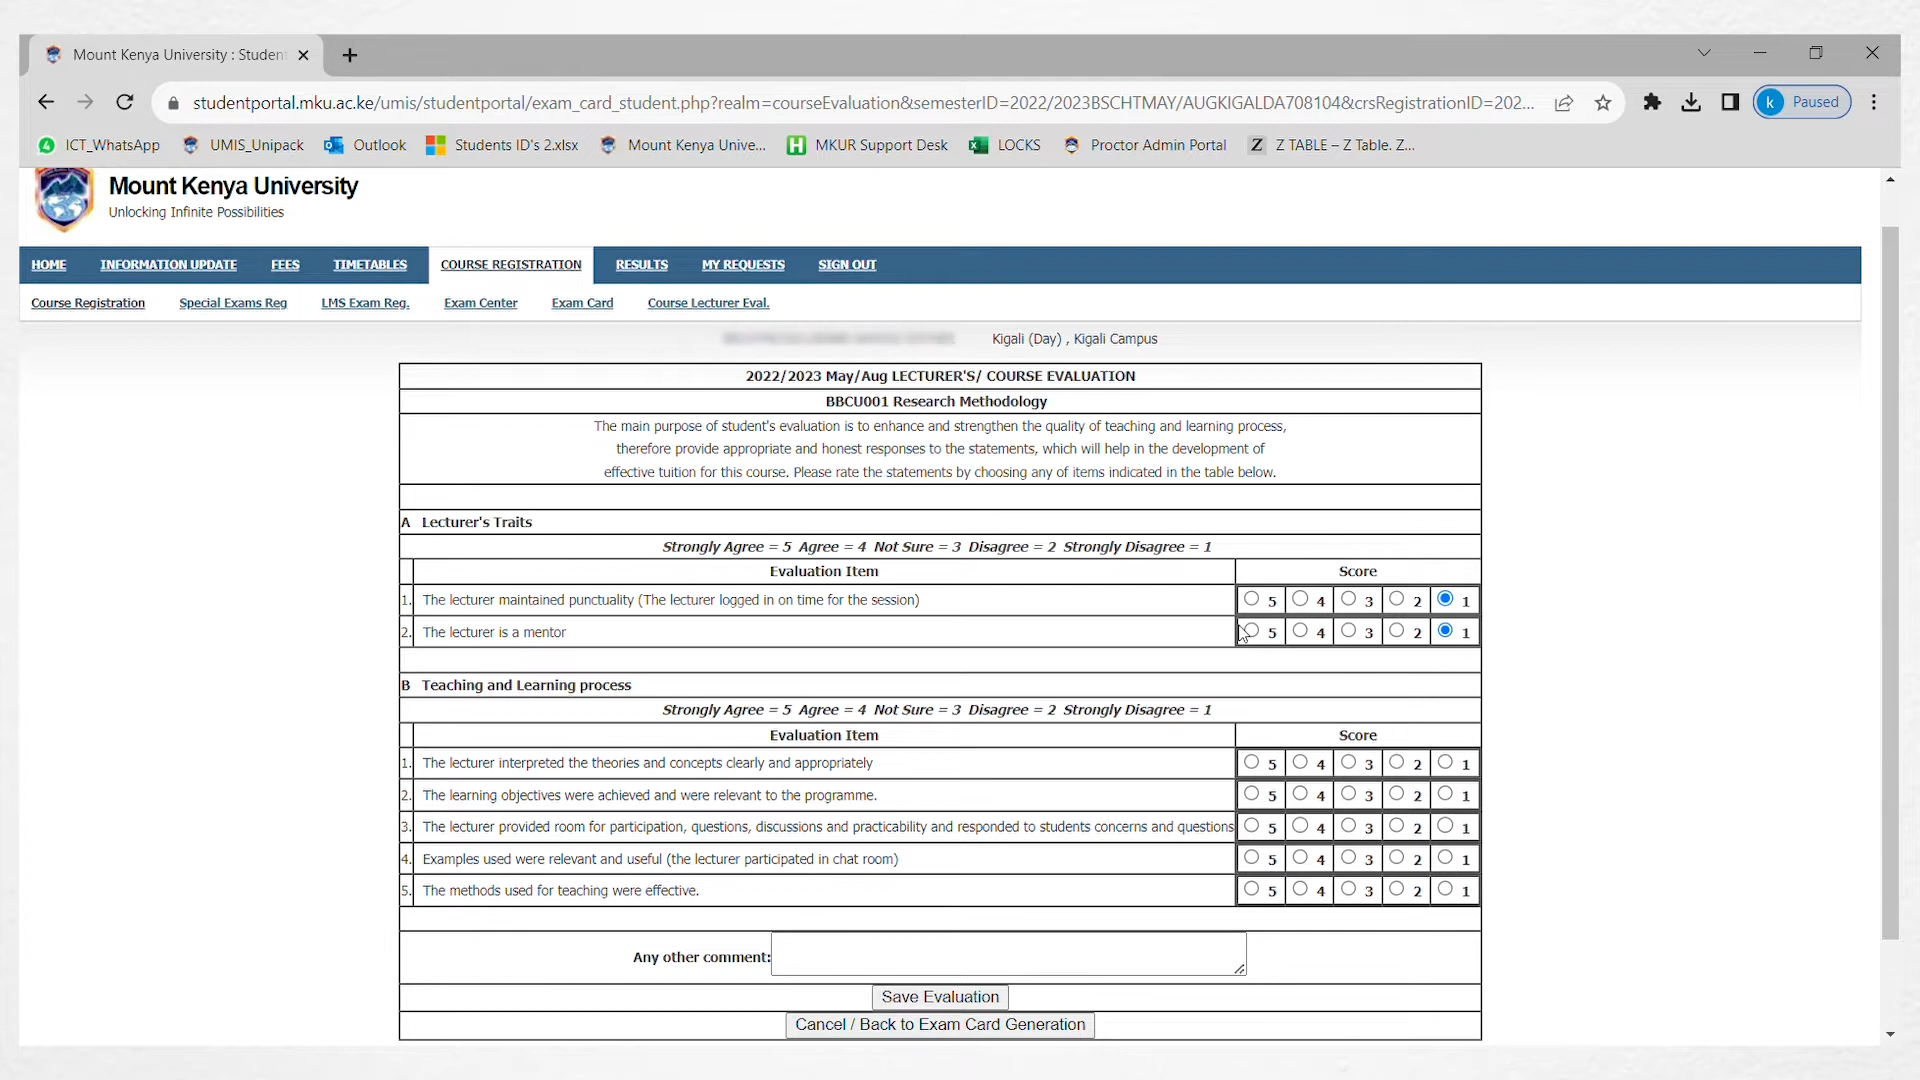 Mount Kenya University : Student
studentportal.mku.ac.ke/umis/studentportal/exam_card_student.php?realm=courseEvaluation&semesterID=2022/2023BSCHTMAY/AUGKIGALDA708104&crsRegistrationID=202...
k Paused
ICT_WhatsApp UMIS_Unipack Outlook Students ID's 2.xlsx Mount Kenya Unive... H MKUR Support Desk LOCKS Proctor Admin Portal Z Z TABLE – Z Table. Z...
Mount Kenya University
Unlocking Infinite Possibilities
HOME INFORMATION UPDATE FEES TIMETABLES COURSE REGISTRATION RESULTS MY REQUESTS SIGN OUT
Course Registration Special Exams Reg LMS Exam Reg. Exam Center Exam Card Course Lecturer Eval.
Kigali (Day) , Kigali Campus
2022/2023 May/Aug LECTURER'S/ COURSE EVALUATION
BBCU001 Research Methodology
The main purpose of student's evaluation is to enhance and strengthen the quality of teaching and learning process,
therefore provide appropriate and honest responses to the statements, which will help in the development of
effective tuition for this course. Please rate the statements by choosing any of items indicated in the table below.
A Lecturer's Traits
Strongly Agree = 5 Agree = 4 Not Sure = 3 Disagree = 2 Strongly Disagree = 1
Evaluation Item Score
1. The lecturer maintained punctuality (The lecturer logged in on time for the session) 5 4 3 2 1
2. The lecturer is a mentor 5 4 3 2 1
B Teaching and Learning process
Strongly Agree = 5 Agree = 4 Not Sure = 3 Disagree = 2 Strongly Disagree = 1
Evaluation Item Score
1. The lecturer interpreted the theories and concepts clearly and appropriately 5 4 3 2 1
2. The learning objectives were achieved and were relevant to the programme. 5 4 3 2 1
3. The lecturer provided room for participation, questions, discussions and practicability and responded to students concerns and questions 5 4 3 2 1
4. Examples used were relevant and useful (the lecturer participated in chat room) 5 4 3 2 1
5. The methods used for teaching were effective. 5 4 3 2 1
Any other comment:
Save Evaluation
Cancel / Back to Exam Card Generation